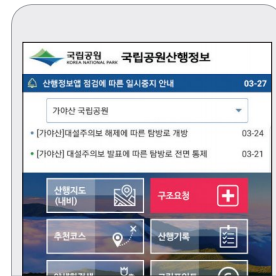 국립공원 국립공원산행정보
KOREA NATIONAL PARK
산행정보앱 점검에 따른 일시중지 안내 03-27
가야산 국립공원
• [가야산]대설주의보 해제에 따른 탐방로 개방 03-24
• [가야산] 대설주의보 발표에 따른 탐방로 전면 통제 03-21
산행지도 구조요청
(내비)
추천코스 산행기록